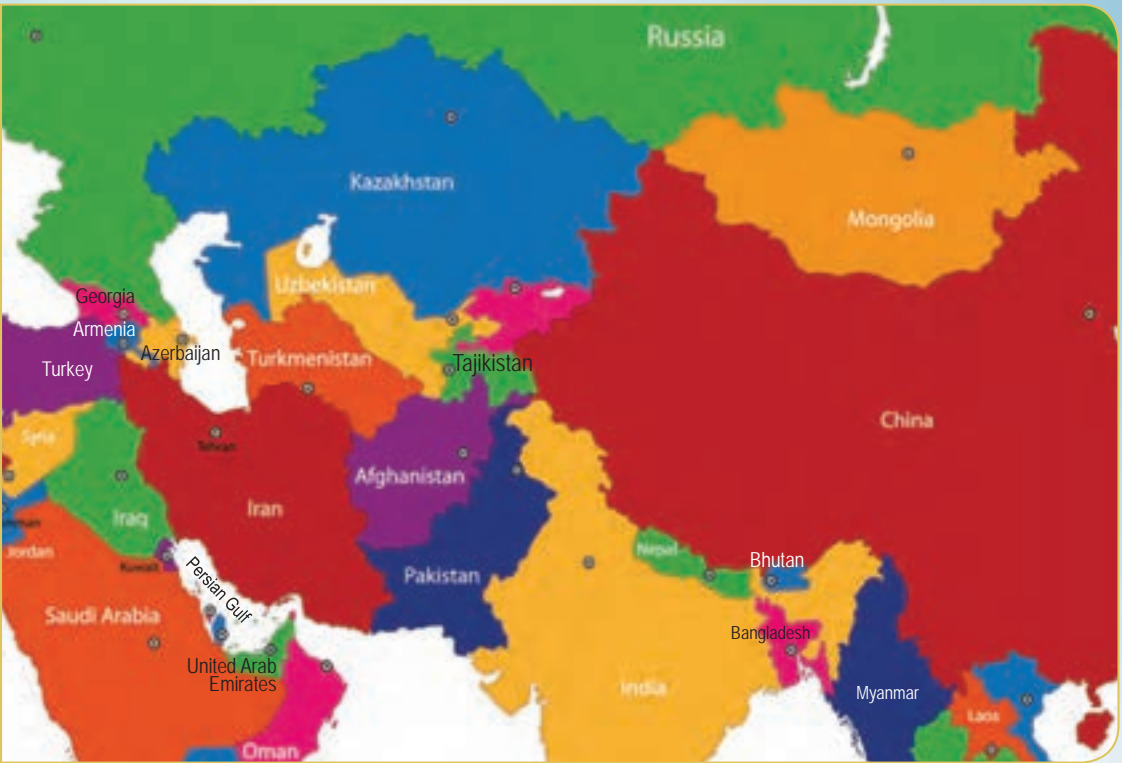 Russia
Kazakhstan
Mongolia
Uzbekistan
Georgia
Armenia
Azerbaijan
Turkey
Turkmenistan
Tajikistan
China
Syria
Tehran
Afghanistan
Iran
Iraq
Jordan
Kuwait
Persian Gulf
Nepal
Bhutan
Pakistan
Saudi Arabia
Bangladesh
United Arab
Emirates
India
Myanmar
Laos
Oman